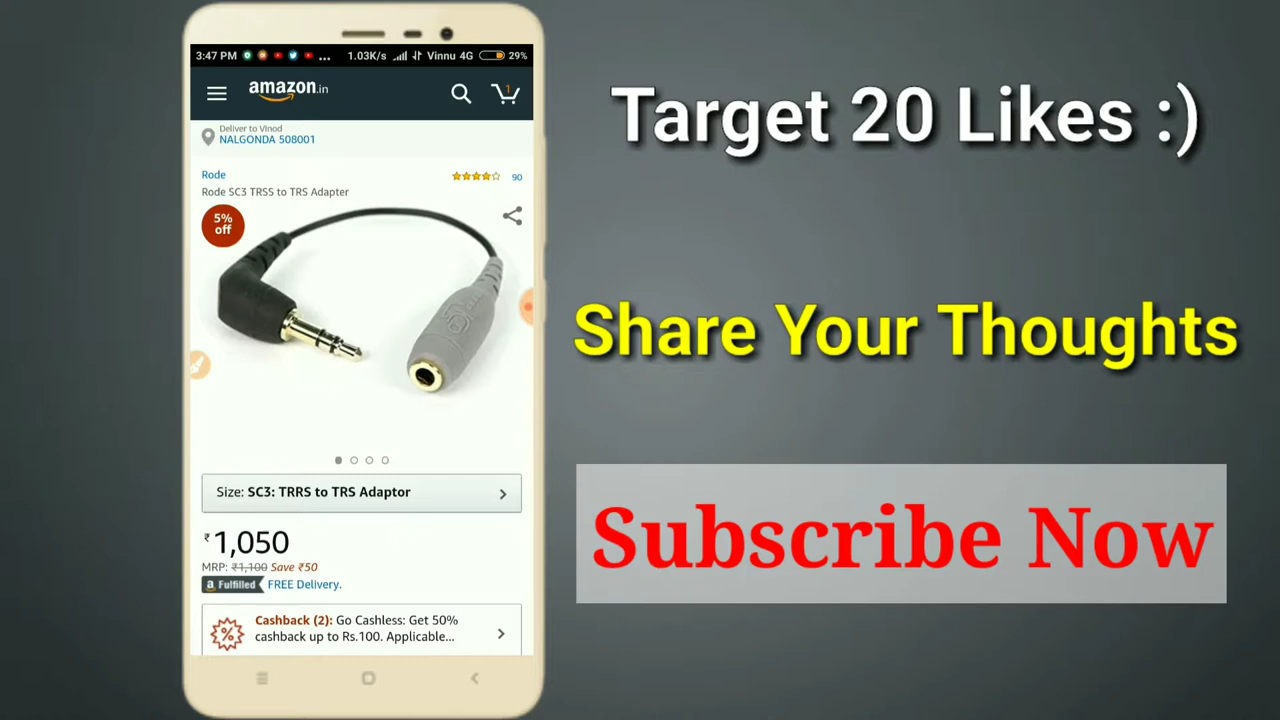 3:47 PM ... 1.03K/s Vinnu 4G 29%
amazon.in
1
Deliver to VInod
NALGONDA 508001
Rode
90
Rode SC3 TRSS to TRS Adapter
5%
off
Size: SC3: TRRS to TRS Adaptor
₹1,050
MRP: ₹1,100 Save ₹50
a Fulfilled FREE Delivery.
Cashback (2): Go Cashless: Get 50%
cashback up to Rs.100. Applicable...
%
Target 20 Likes :)
Share Your Thoughts
Subscribe Now